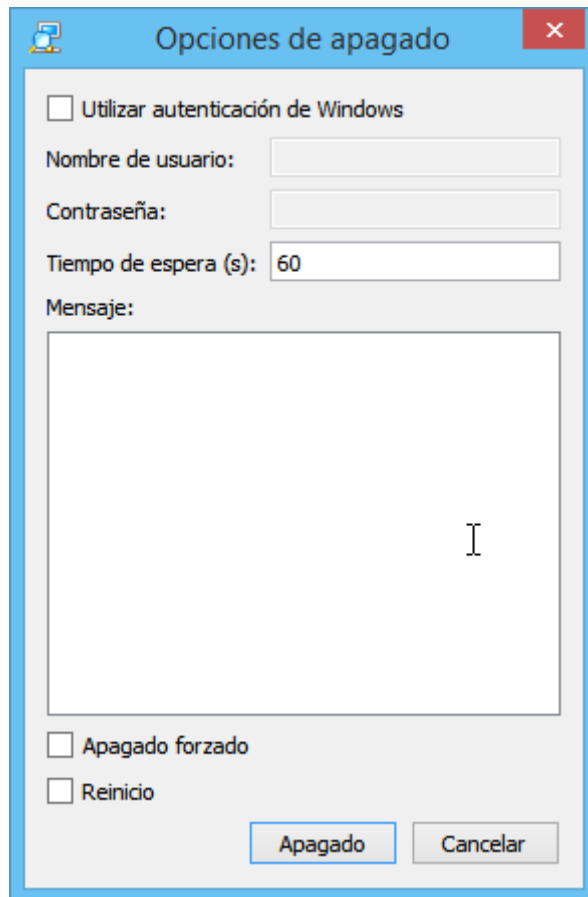 Opciones de apagado
Utilizar autenticación de Windows
Nombre de usuario:
Contraseña:
Tiempo de espera (s): 60
Mensaje:
Apagado forzado
Reinicio
Apagado Cancelar